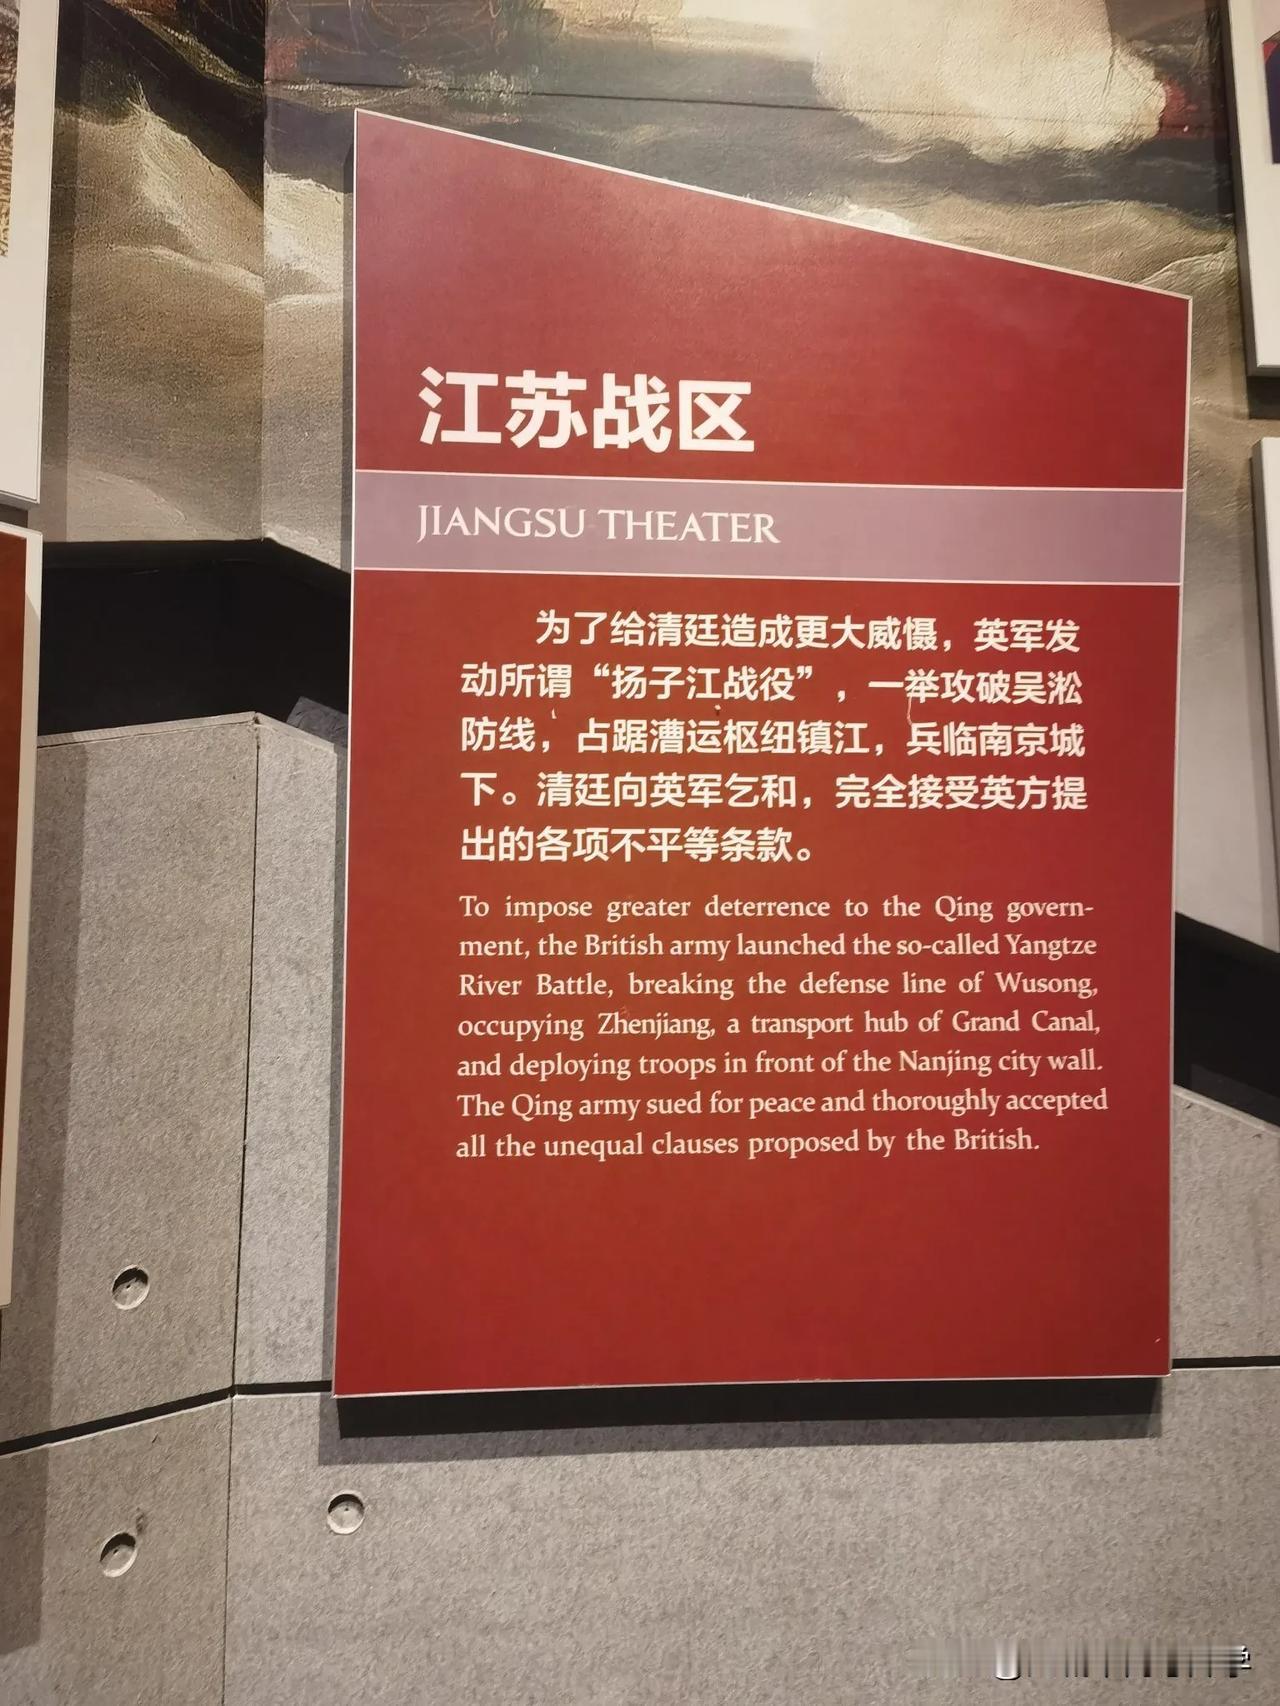 江苏战区
JIANGSU THEATER
为了给清廷造成更大威慑，英军发
动所谓“扬子江战役”，一举攻破吴淞
防线，占踞漕运枢纽镇江，兵临南京城
下。清廷向英军乞和，完全接受英方提
出的各项不平等条款。
To impose greater deterrence to the Qing govern-
ment, the British army launched the so-called Yangtze
River Battle, breaking the defense line of Wusong,
occupying Zhenjiang, a transport hub of Grand Canal,
and deploying troops in front of the Nanjing city wall.
The Qing army sued for peace and thoroughly accepted
all the unequal clauses proposed by the British.